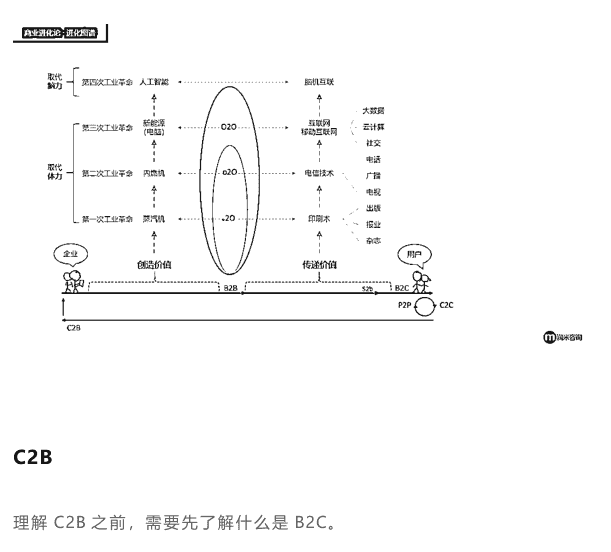 商业进化论·进化图谱
取代
脑力
第四次工业革命
人工智能
脑机互联
第三次工业革命
新能源
(电脑)
O2O
互联网
移动互联网
大数据
云计算
社交
取代
体力
第二次工业革命
内燃机
o2O
电信技术
电话
广播
电视
第一次工业革命
蒸汽机
.2O
印刷术
出版
报业
杂志
企业
创造价值
传递价值
用户
B2B
S2b
B2C
P2P
C2C
C2B
润米咨询
C2B
理解 C2B 之前，需要先了解什么是 B2C。